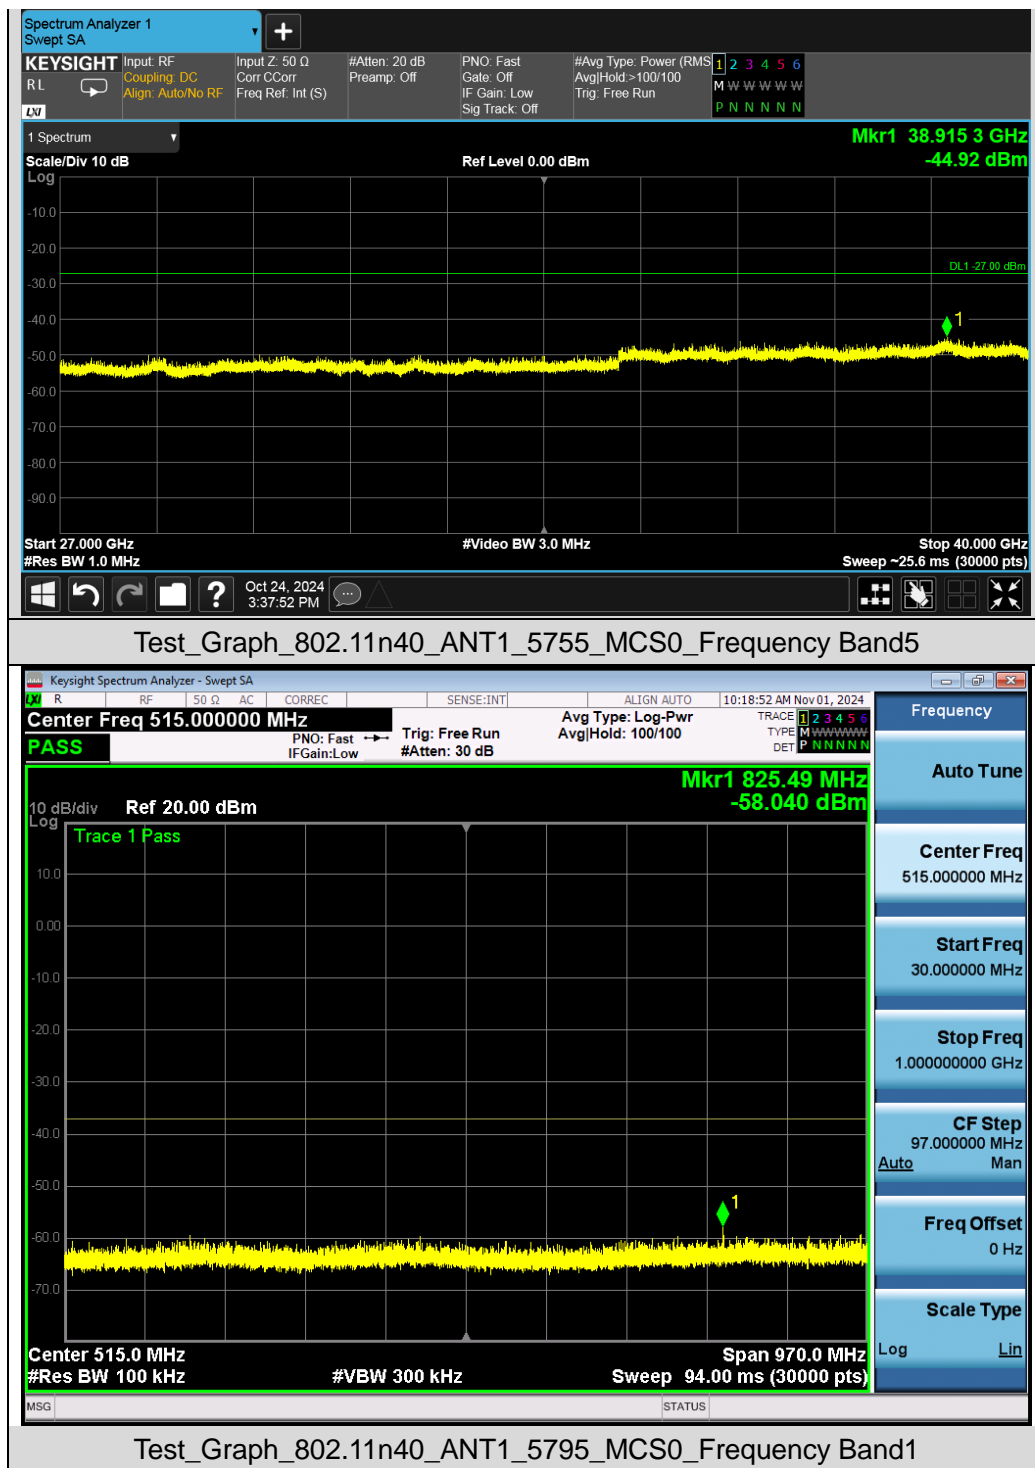 Spectrum Analyzer 1
Swept SA
KEYSIGHT Input: RF Input Z: 50 Ω #Atten: 20 dB PNO: Fast #Avg Type: Power (RMS 1 2 3 4 5 6
RL Coupling: DC Corr CCorr Preamp: Off Gate: Off Avg|Hold:>100/100 M W W W W W
Align: Auto/No RF Freq Ref: Int (S) IF Gain: Low Trig: Free Run
LXI Sig Track: Off P N N N N N
1 Spectrum Mkr1 38.915 3 GHz
Scale/Div 10 dB Ref Level 0.00 dBm -44.92 dBm
Log
-10.0
-20.0
DL1 -27.00 dBm
-30.0
-40.0
1
-50.0
-60.0
-70.0
-80.0
-90.0
Start 27.000 GHz #Video BW 3.0 MHz Stop 40.000 GHz
#Res BW 1.0 MHz Sweep ~25.6 ms (30000 pts)
Oct 24, 2024
3:37:52 PM
Test_Graph_802.11n40_ANT1_5755_MCS0_Frequency Band5
Keysight Spectrum Analyzer - Swept SA
LXI R RF 50 Ω AC CORREC SENSE:INT ALIGN AUTO 10:18:52 AM Nov 01, 2024
Center Freq 515.000000 MHz Avg Type: Log-Pwr TRACE 1 2 3 4 5 6
PNO: Fast Trig: Free Run Avg|Hold: 100/100 TYPE M W W W W W
PASS IFGain:Low #Atten: 30 dB DET P N N N N N
Frequency
Auto Tune
Mkr1 825.49 MHz
10 dB/div Ref 20.00 dBm -58.040 dBm
Log
Trace 1 Pass
10.0
0.00
-10.0
-20.0
-30.0
-40.0
-50.0
1
-60.0
-70.0
Center 515.0 MHz Span 970.0 MHz
#Res BW 100 kHz #VBW 300 kHz Sweep 94.00 ms (30000 pts)
Center Freq
515.000000 MHz
Start Freq
30.000000 MHz
Stop Freq
1.000000000 GHz
CF Step
97.000000 MHz
Auto Man
Freq Offset
0 Hz
Scale Type
Log Lin
MSG STATUS
Test_Graph_802.11n40_ANT1_5795_MCS0_Frequency Band1